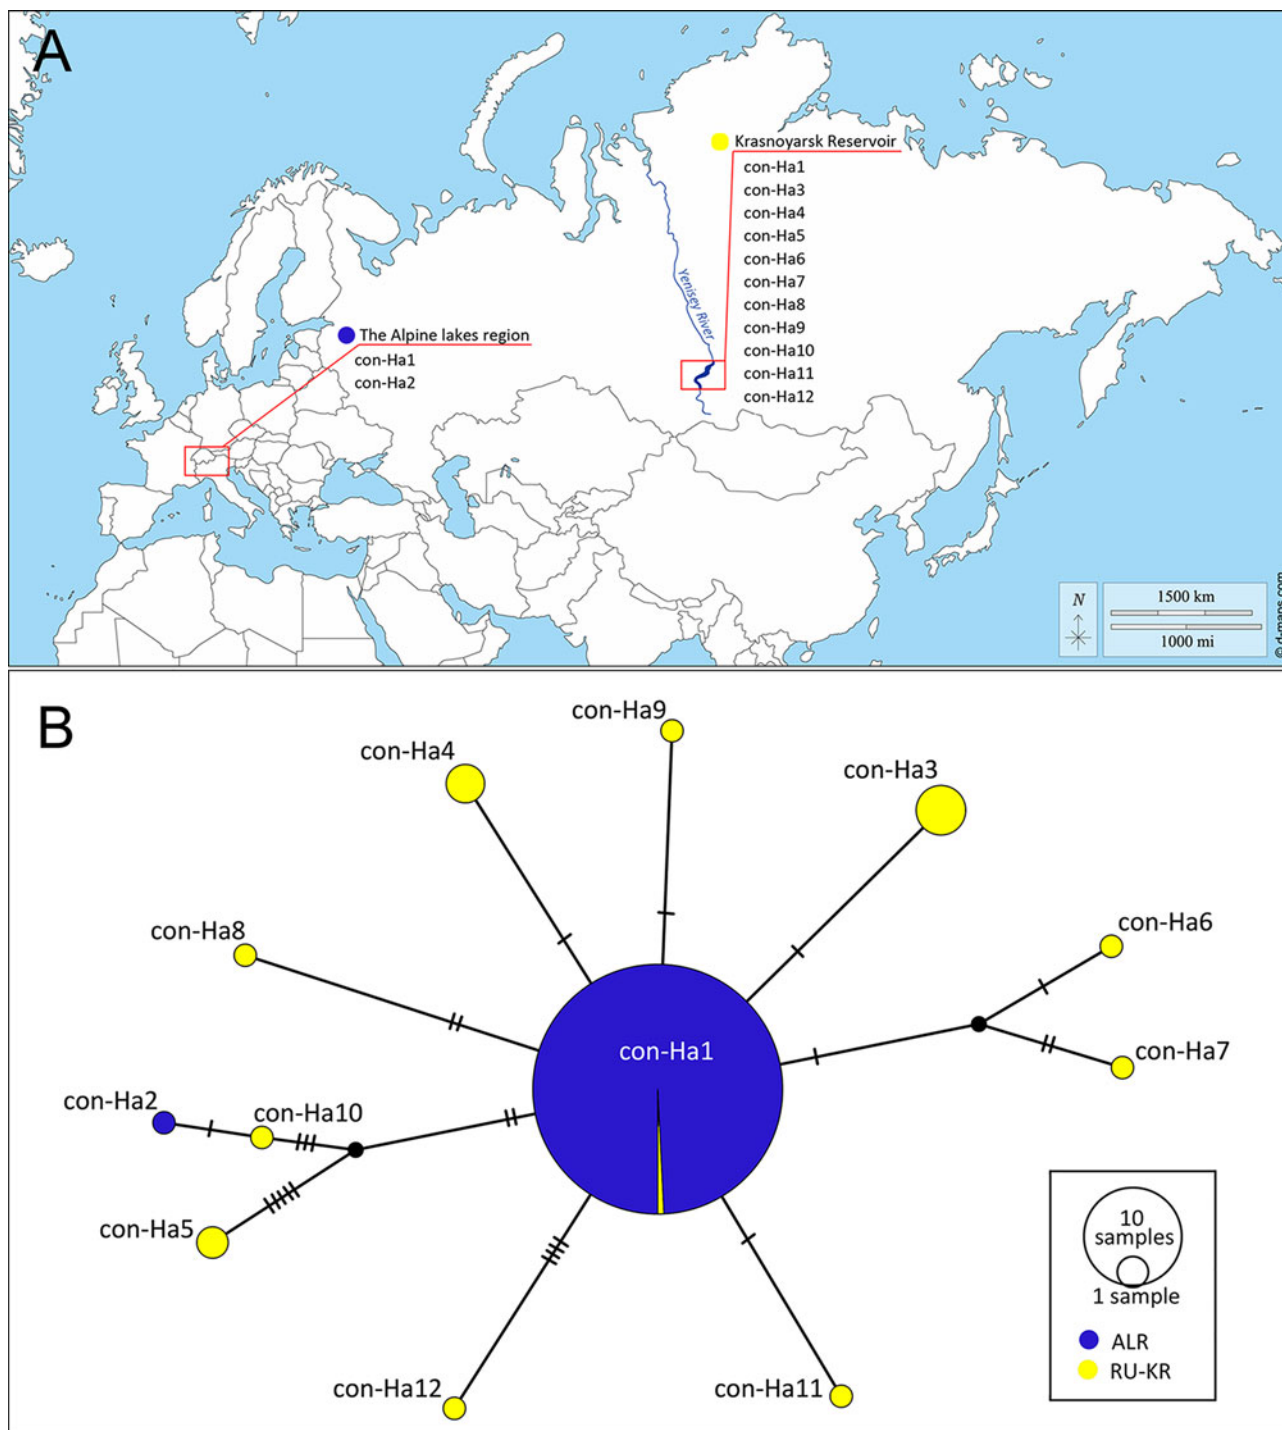 A
Krasnoyarsk Reservoir
con-Ha1
con-Ha3
con-Ha4
con-Ha5
con-Ha6
con-Ha7
con-Ha8
con-Ha9
con-Ha10
con-Ha11
con-Ha12
Yenisey River
The Alpine lakes region
con-Ha1
con-Ha2
N
1500 km
1000 mi
© d-maps.com
B
con-Ha9
con-Ha4
con-Ha3
con-Ha8
con-Ha6
con-Ha1
con-Ha7
con-Ha2
con-Ha10
con-Ha5
con-Ha12
con-Ha11
10
samples
1 sample
ALR
RU-KR